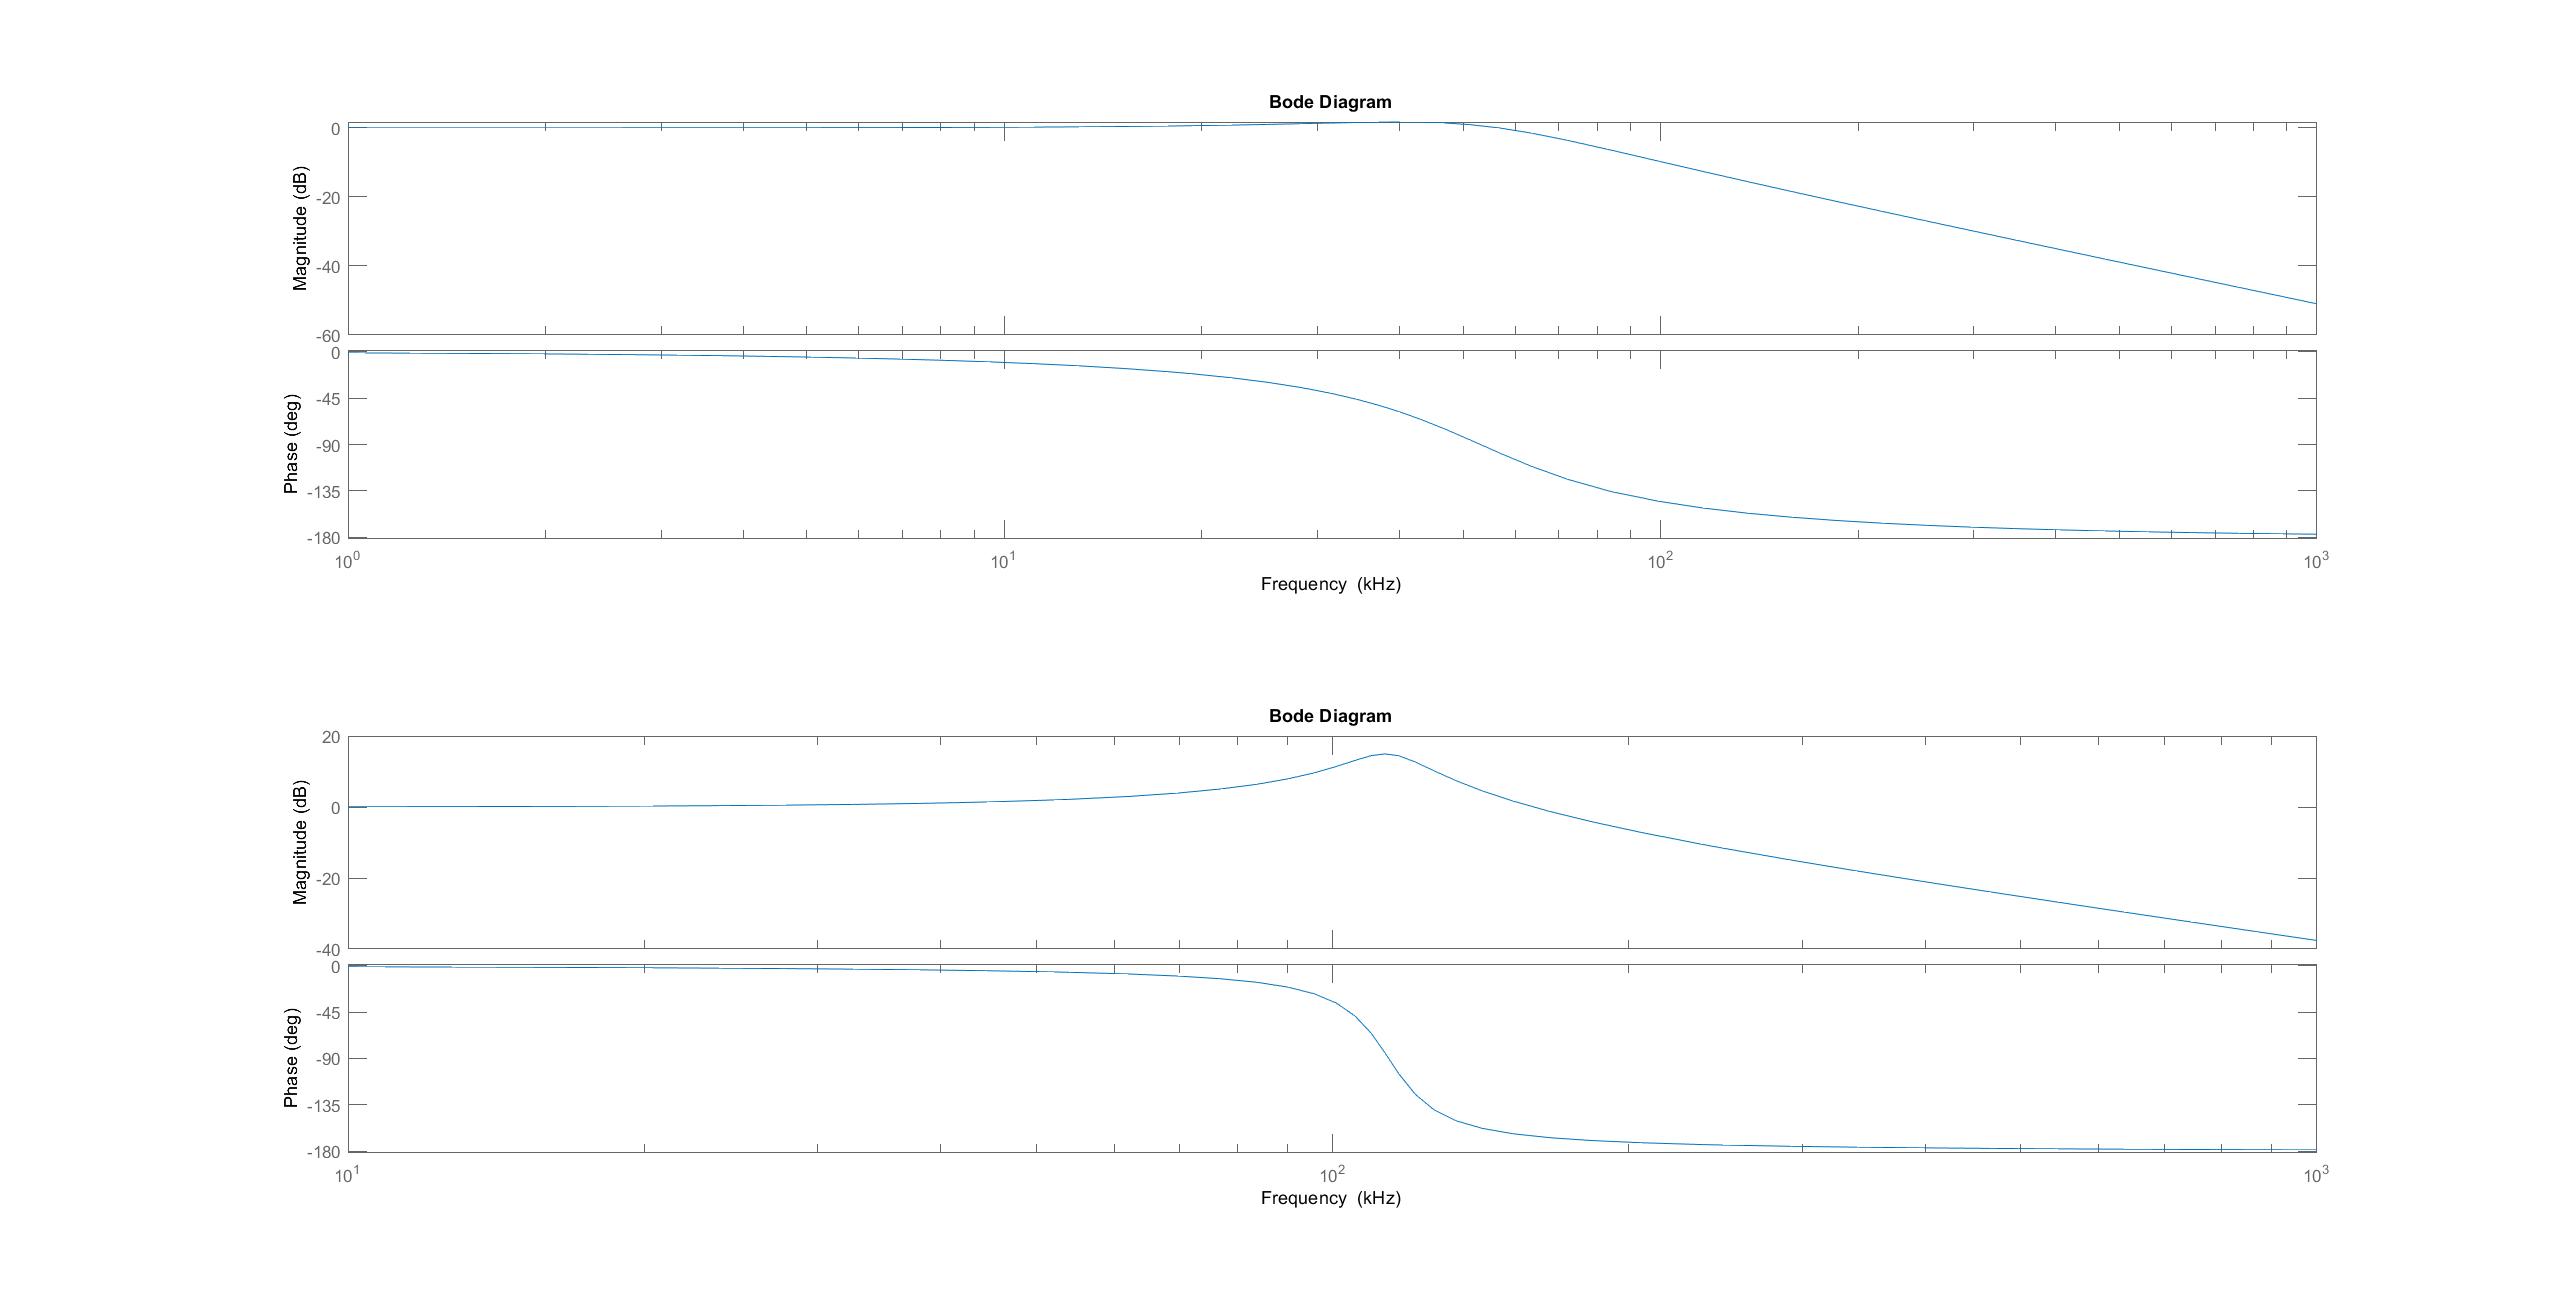 Bode Diagram
0
-20
-40
-60
Magnitude (dB)
0
-45
-90
-135
-180
Phase (deg)
10^0 10^1 10^2 10^3
Frequency (kHz)
Bode Diagram
20
0
-20
-40
Magnitude (dB)
0
-45
-90
-135
-180
Phase (deg)
10^1 10^2 10^3
Frequency (kHz)